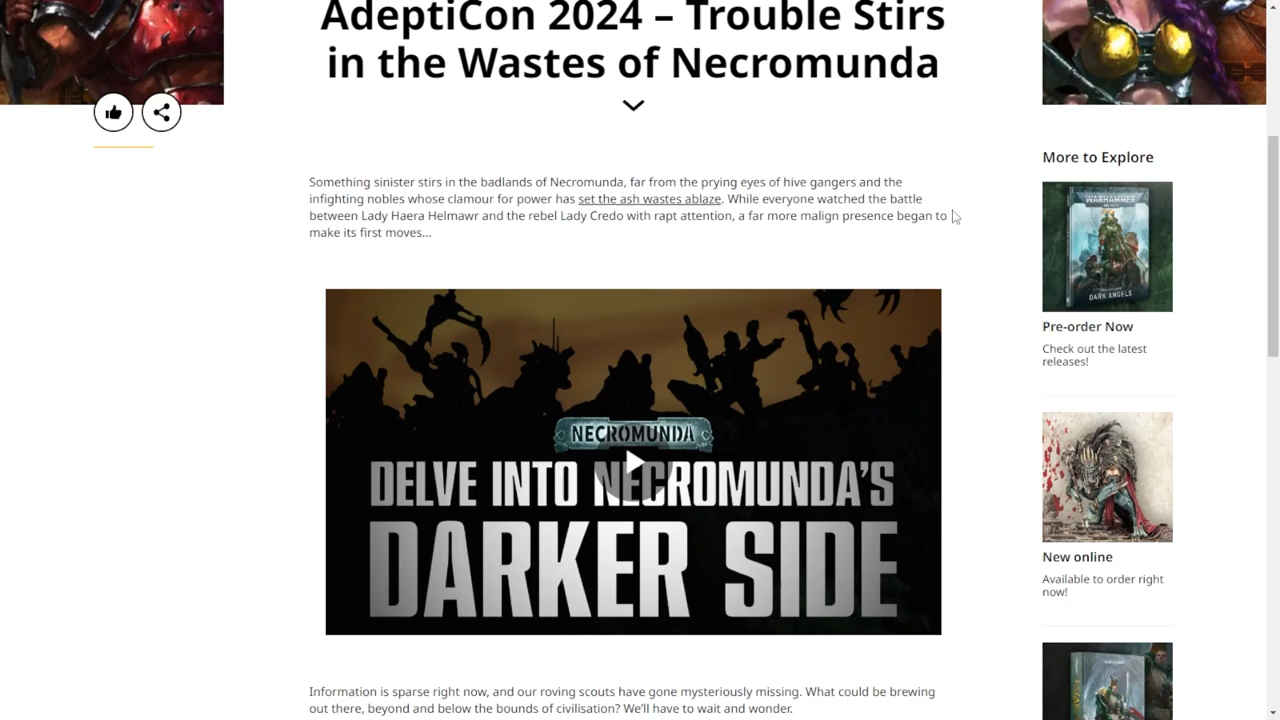 AdeptiCon 2024 – Trouble Stirs
in the Wastes of Necromunda
Something sinister stirs in the badlands of Necromunda, far from the prying eyes of hive gangers and the
infighting nobles whose clamour for power has set the ash wastes ablaze. While everyone watched the battle
between Lady Haera Helmawr and the rebel Lady Credo with rapt attention, a far more malign presence began to
make its first moves…
NECROMUNDA
DELVE INTO NECROMUNDA'S
DARKER SIDE
Information is sparse right now, and our roving scouts have gone mysteriously missing. What could be brewing
out there, beyond and below the bounds of civilisation? We'll have to wait and wonder.
More to Explore
WARHAMMER
DARK ANGELS
Pre-order Now
Check out the latest
releases!
New online
Available to order right
now!